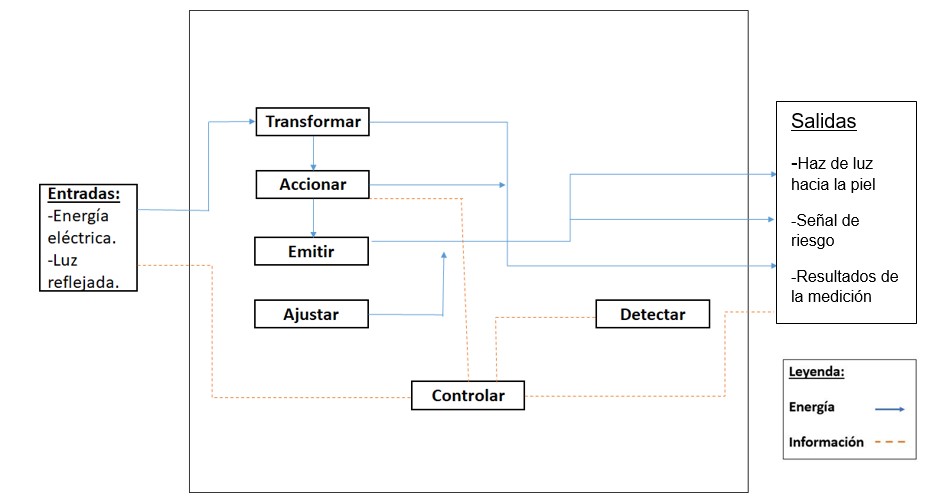 Entradas:
-Energía
eléctrica.
-Luz
reflejada.
Transformar
Accionar
Emitir
Ajustar
Detectar
Controlar
Salidas
-Haz de luz
hacia la piel
-Señal de
riesgo
-Resultados de
la medición
Leyenda:
Energía
Información